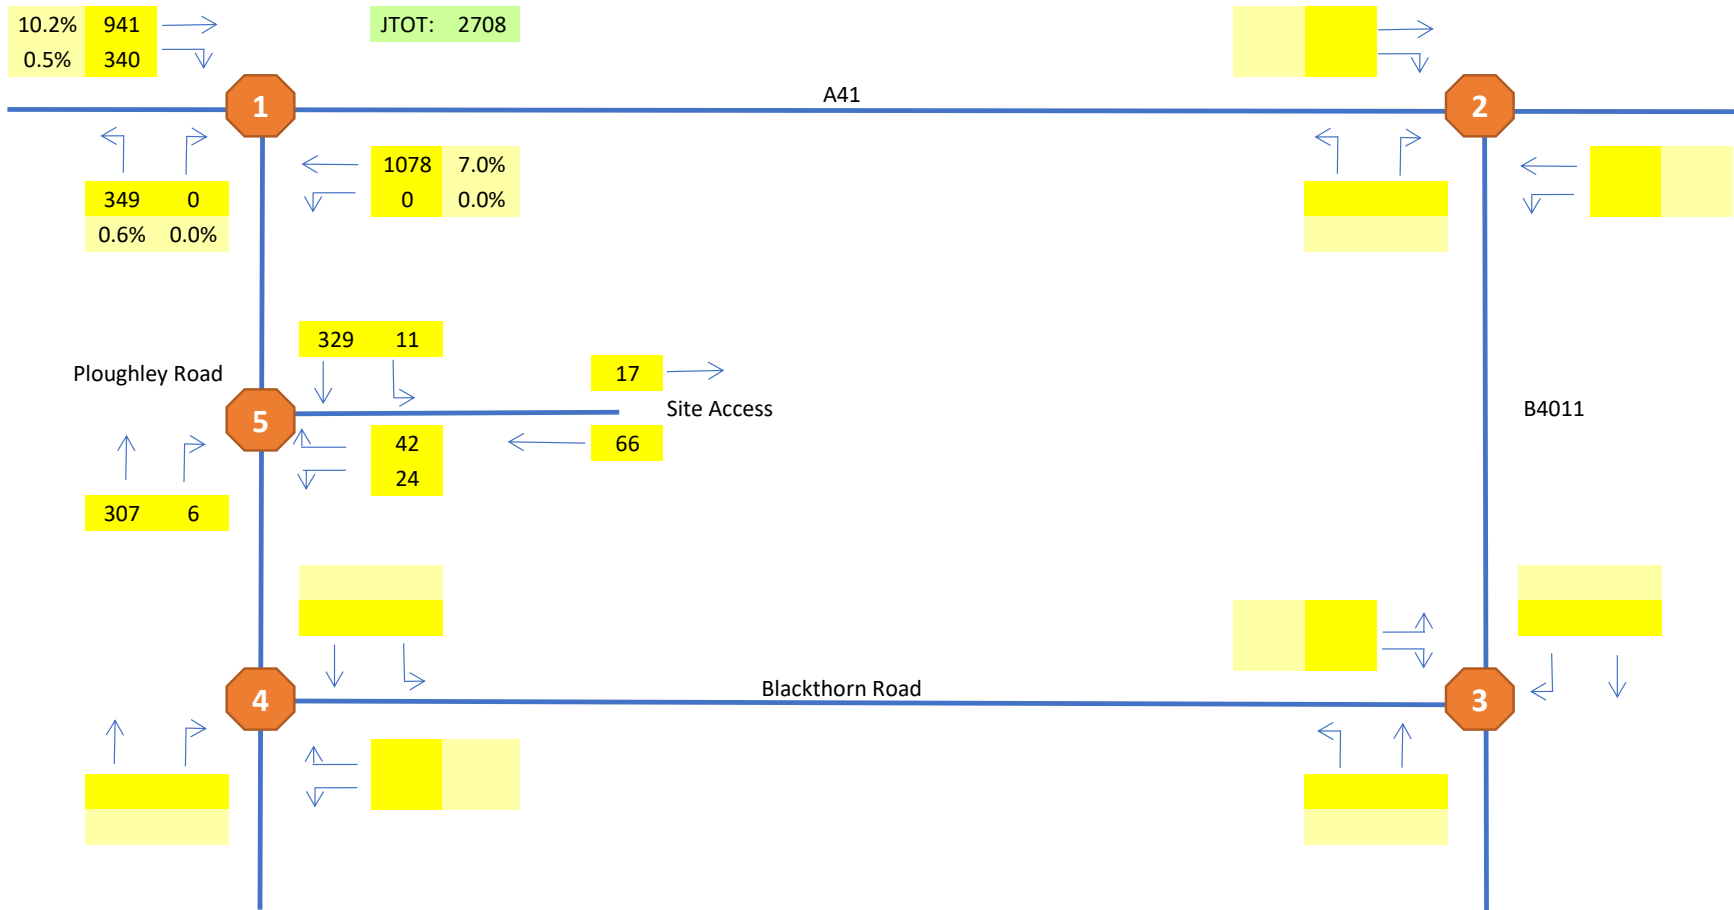 10.2% 941
0.5% 340
JTOT: 2708
A41
1
2
1078 7.0%
0 0.0%
349 0
0.6% 0.0%
329 11
Ploughley Road
17
5
Site Access
B4011
42
24
66
307 6
4
Blackthorn Road
3